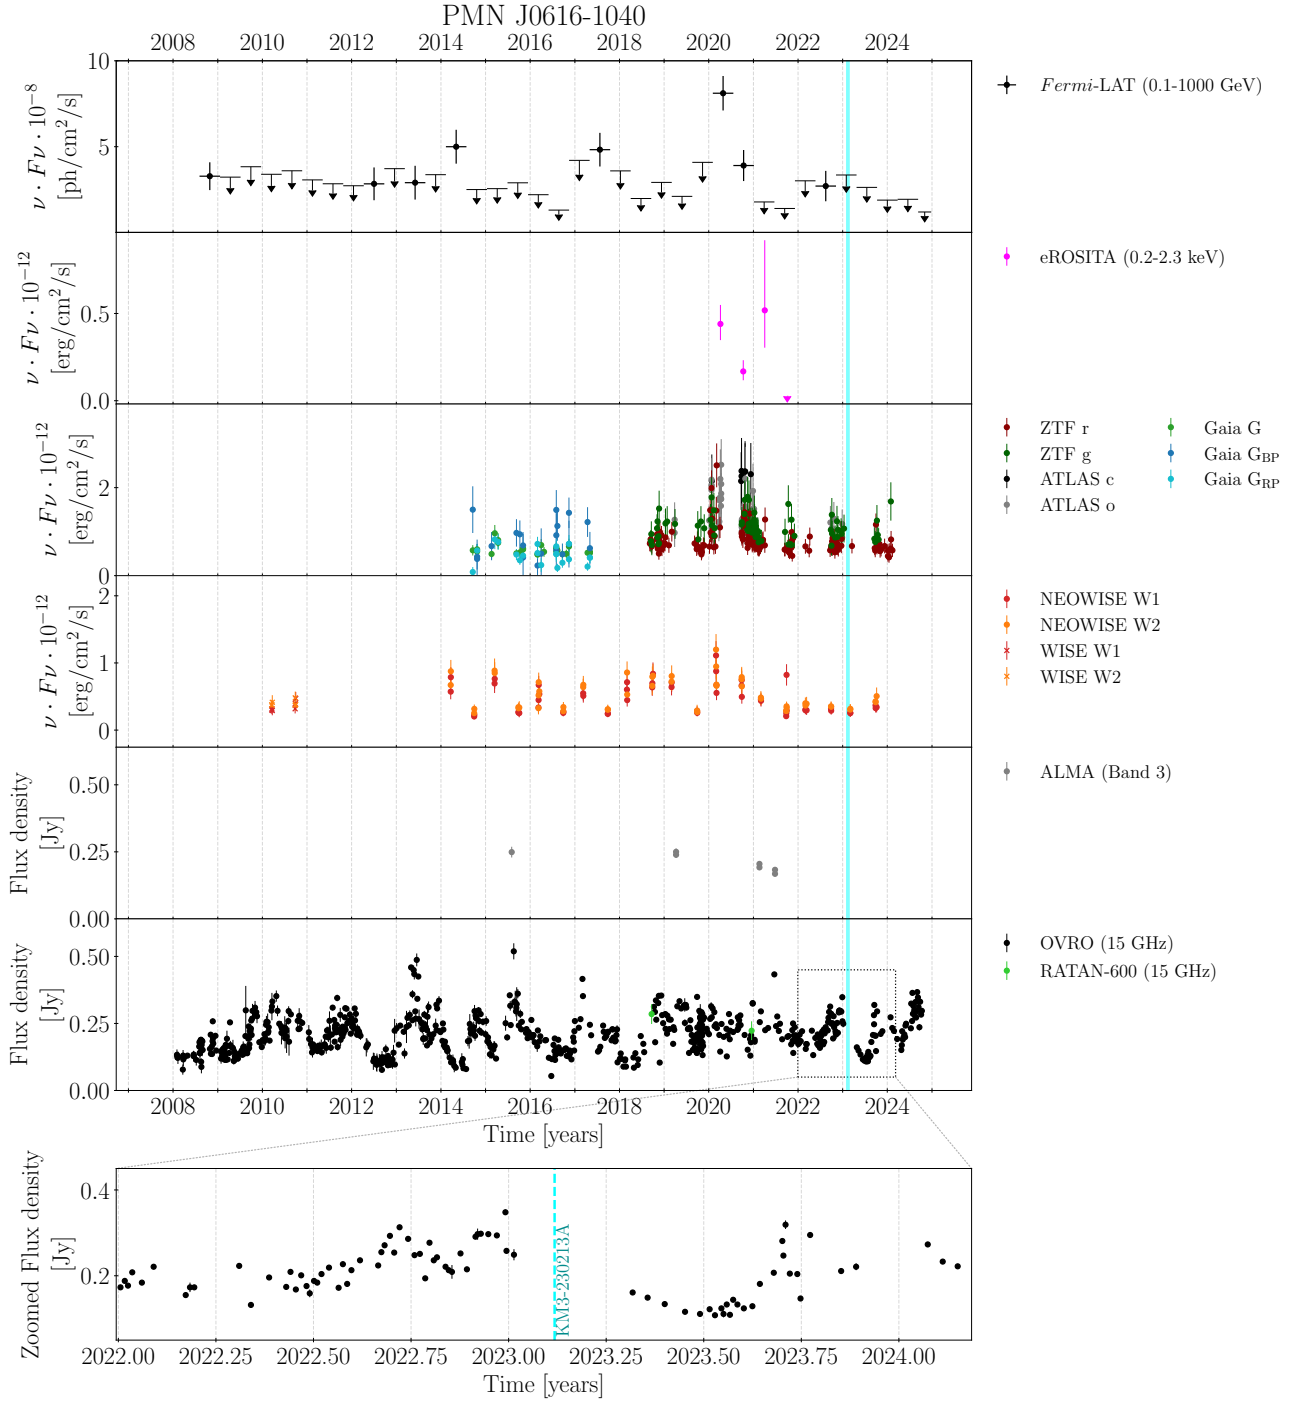 PMN J0616-1040
2008 2010 2012 2014 2016 2018 2020 2022 2024
10
5
ν · Fν · 10−8
[ph/cm2/s]
Fermi-LAT (0.1-1000 GeV)
0.5
0.0
ν · Fν · 10−12
[erg/cm2/s]
eROSITA (0.2-2.3 keV)
2
0
ν · Fν · 10−12
[erg/cm2/s]
ZTF r
ZTF g
ATLAS c
ATLAS o
Gaia G
Gaia GBP
Gaia GRP
2
1
0
ν · Fν · 10−12
[erg/cm2/s]
NEOWISE W1
NEOWISE W2
WISE W1
WISE W2
0.50
0.25
0.00
Flux density
[Jy]
ALMA (Band 3)
0.50
0.25
0.00
Flux density
[Jy]
OVRO (15 GHz)
RATAN-600 (15 GHz)
2008 2010 2012 2014 2016 2018 2020 2022 2024
Time [years]
0.4
0.2
Zoomed Flux density
[Jy]
KM3-230213A
2022.00 2022.25 2022.50 2022.75 2023.00 2023.25 2023.50 2023.75 2024.00
Time [years]